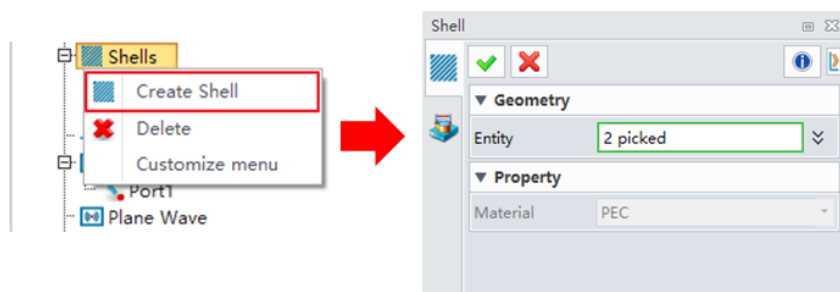 Shells
Create Shell
Delete
Customize menu
Port1
Plane Wave
Shell
Geometry
Entity 2 picked
Property
Material PEC